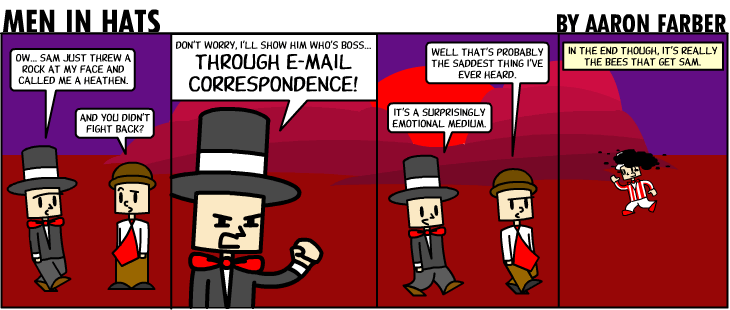 MEN IN HATS
BY AARON FARBER
OW... SAM JUST THREW A
ROCK AT MY FACE AND
CALLED ME A HEATHEN.
AND YOU DIDN'T
FIGHT BACK?
DON'T WORRY, I'LL SHOW HIM WHO'S BOSS...
THROUGH E-MAIL
CORRESPONDENCE!
WELL THAT'S PROBABLY
THE SADDEST THING I'VE
EVER HEARD.
IT'S A SURPRISINGLY
EMOTIONAL MEDIUM.
IN THE END THOUGH, IT'S REALLY
THE BEES THAT GET SAM.